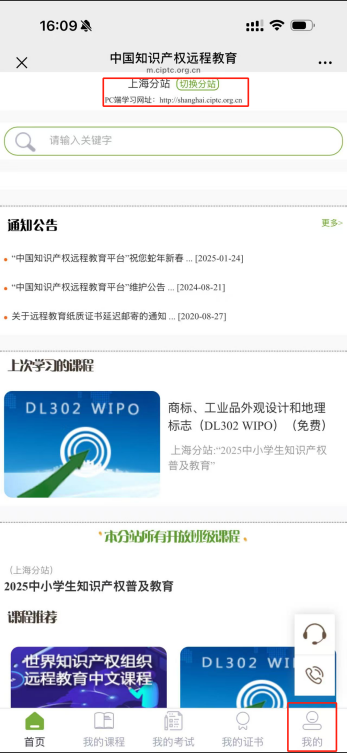 16:09
中国知识产权远程教育
m.ciptc.org.cn
上海分站 切换分站
PC端学习网址：http://shanghai.ciptc.org.cn
请输入关键字
通知公告 更多>
“中国知识产权远程教育平台”祝您蛇年新春 ... [2025-01-24]
“中国知识产权远程教育平台”维护公告 ... [2024-08-21]
关于远程教育纸质证书延迟邮寄的通知 ... [2020-08-27]
上次学习的课程
DL302 WIPO
商标、工业品外观设计和地理
标志（DL302 WIPO）（免费）
上海分站:“2025中小学生知识产权
普及教育”
本分站所有开放班级课程
（上海分站）
2025中小学生知识产权普及教育
课程推荐
世界知识产权组织
远程教育中文课程
DL302 WIPO
首页 我的课程 我的考试 我的证书 我的